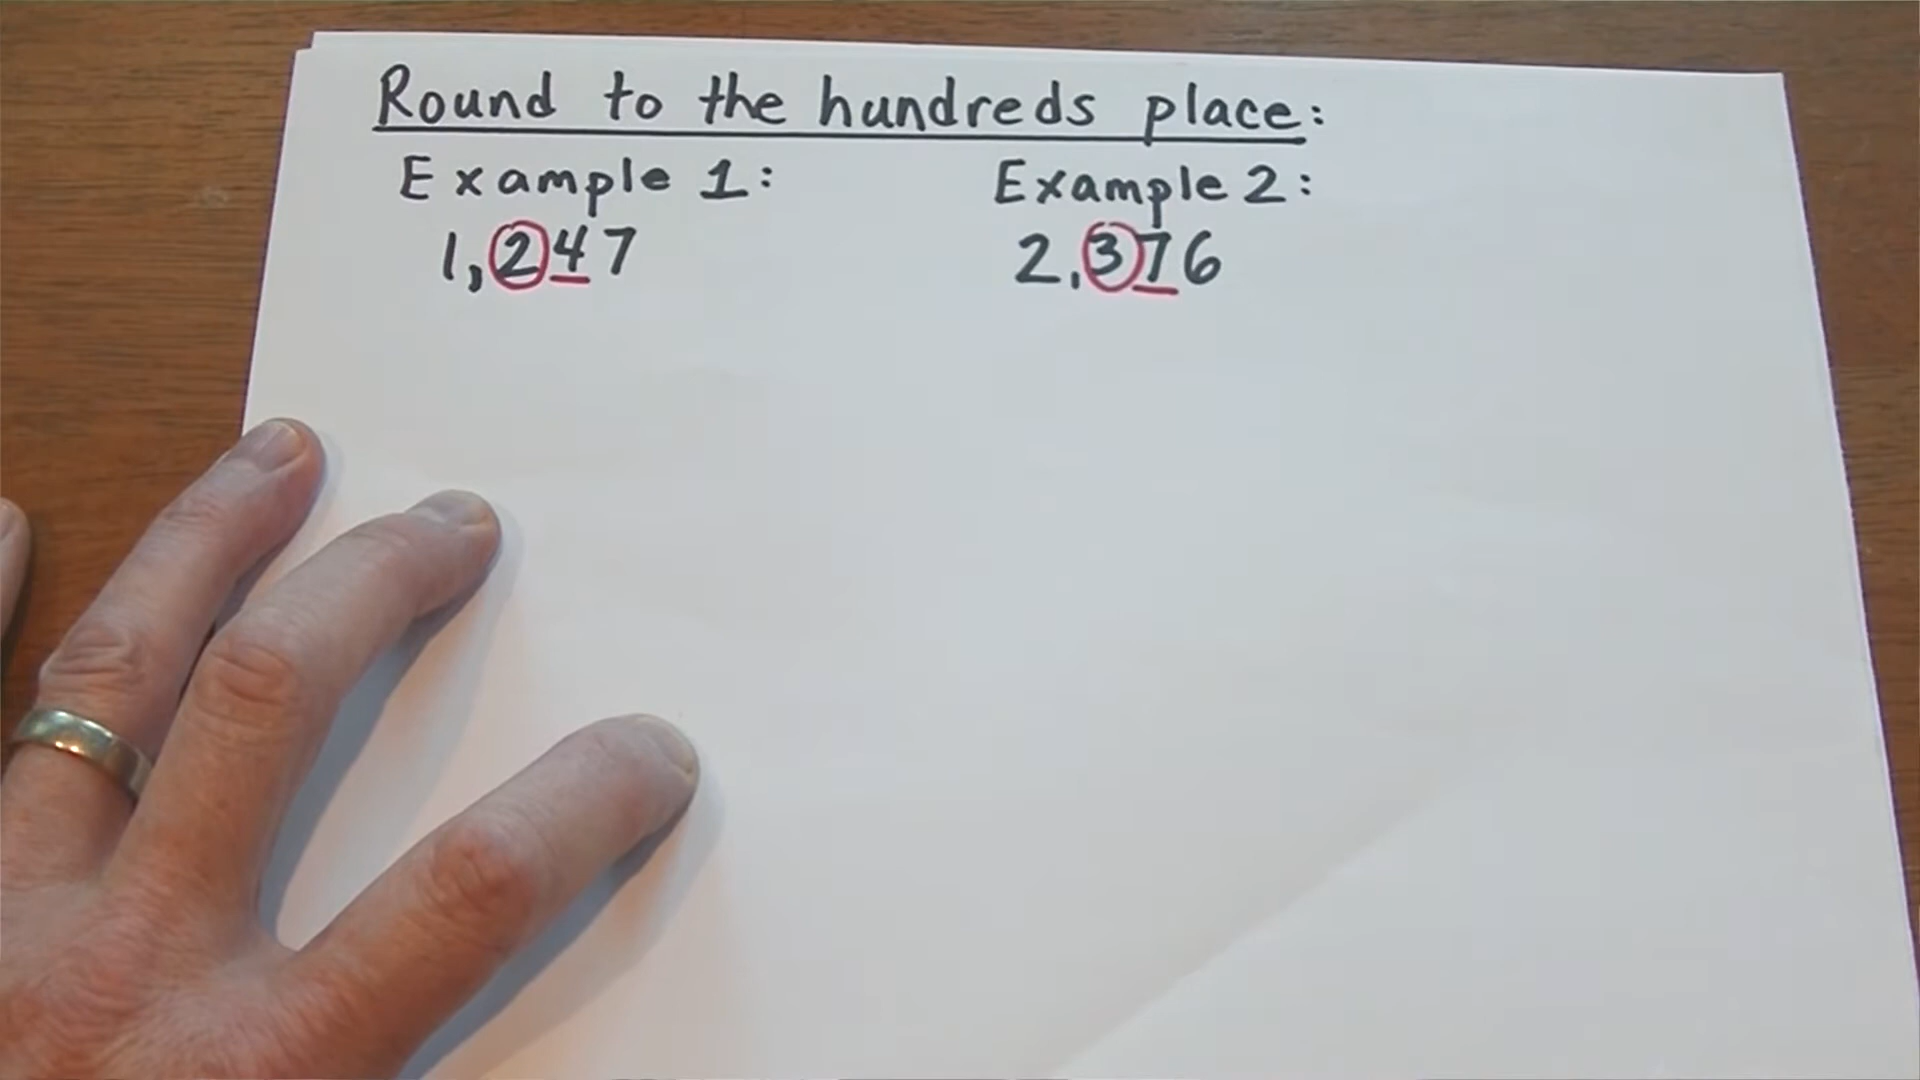 Round to the hundreds place:
Example 1:
1,247
Example 2:
2,376